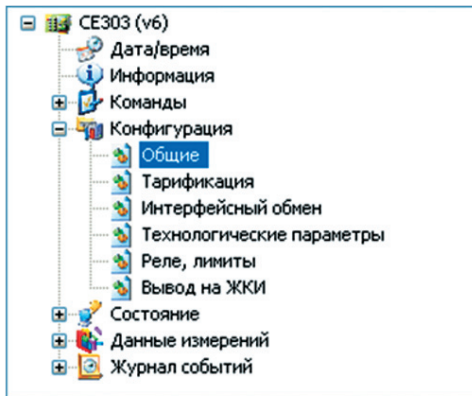 CE303 (v6)
Дата/время
Информация
Команды
Конфигурация
Общие
Тарификация
Интерфейсный обмен
Технологические параметры
Реле, лимиты
Вывод на ЖКИ
Состояние
Данные измерений
Журнал событий